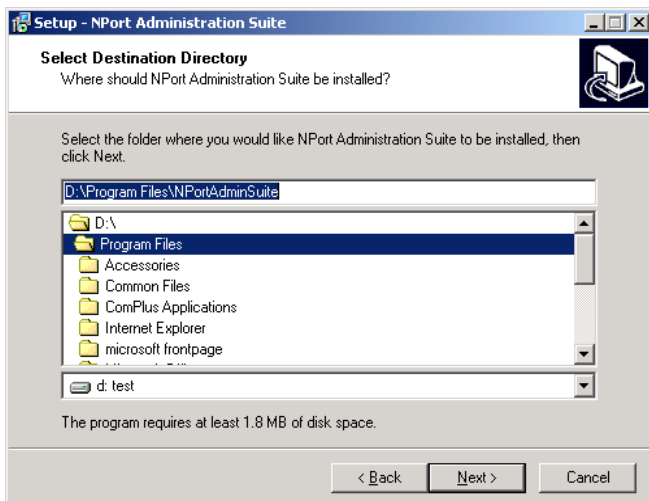 Setup - NPort Administration Suite
Select Destination Directory
Where should NPort Administration Suite be installed?
Select the folder where you would like NPort Administration Suite to be installed, then
click Next.
D:\Program Files\NPortAdminSuite
D:\
Program Files
Accessories
Common Files
ComPlus Applications
Internet Explorer
microsoft frontpage
d: test
The program requires at least 1.8 MB of disk space.
< Back
Next >
Cancel